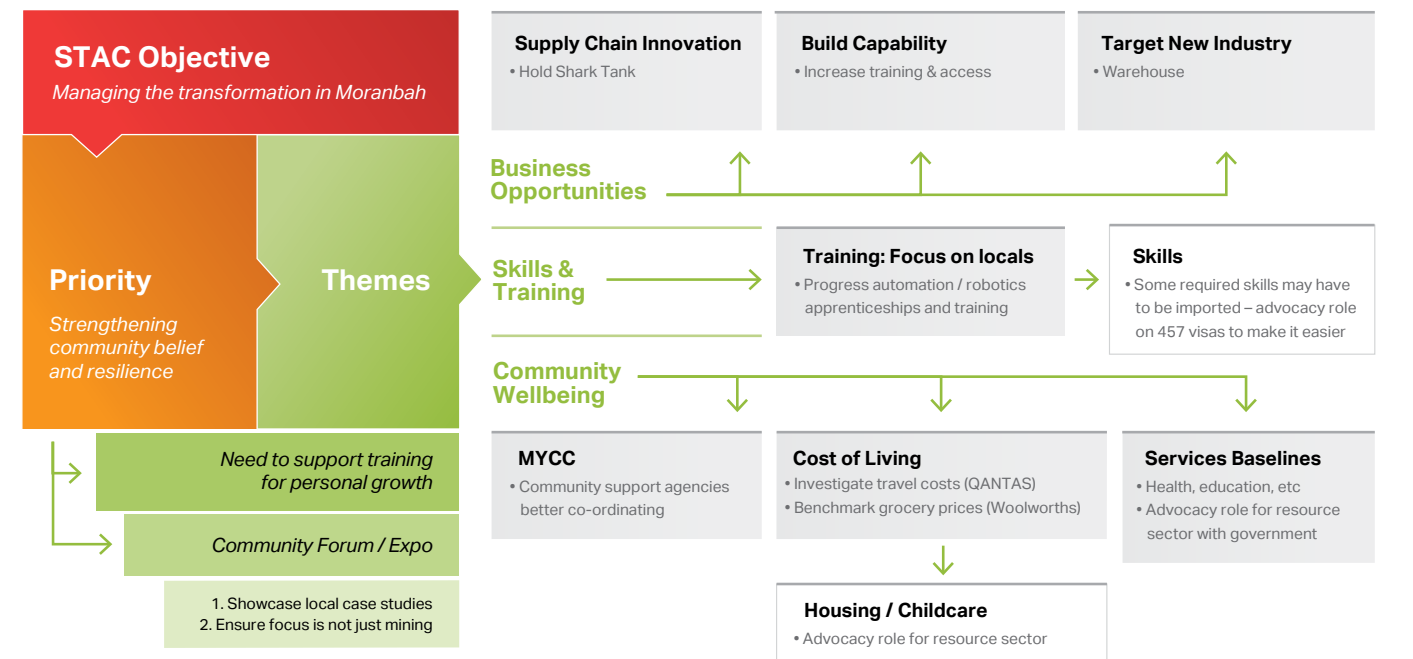 STAC Objective
Managing the transformation in Moranbah
Priority
Strengthening
community belief
and resilience
Themes
Need to support training
for personal growth
Community Forum / Expo
1. Showcase local case studies
2. Ensure focus is not just mining
Supply Chain Innovation
• Hold Shark Tank
Build Capability
• Increase training & access
Target New Industry
• Warehouse
Business
Opportunities
Skills &
Training
Training: Focus on locals
• Progress automation / robotics
apprenticeships and training
Skills
• Some required skills may have
to be imported – advocacy role
on 457 visas to make it easier
Community
Wellbeing
MYCC
• Community support agencies
better co-ordinating
Cost of Living
• Investigate travel costs (QANTAS)
• Benchmark grocery prices (Woolworths)
Services Baselines
• Health, education, etc
• Advocacy role for resource
sector with government
Housing / Childcare
• Advocacy role for resource sector